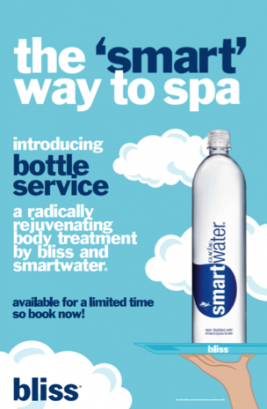 the ‘smart’
way to spa
introducing
bottle
service
a radically
rejuvenating
body treatment
by bliss and
smartwater®
available for a limited time
so book now!
smartwater®
bliss
bliss®